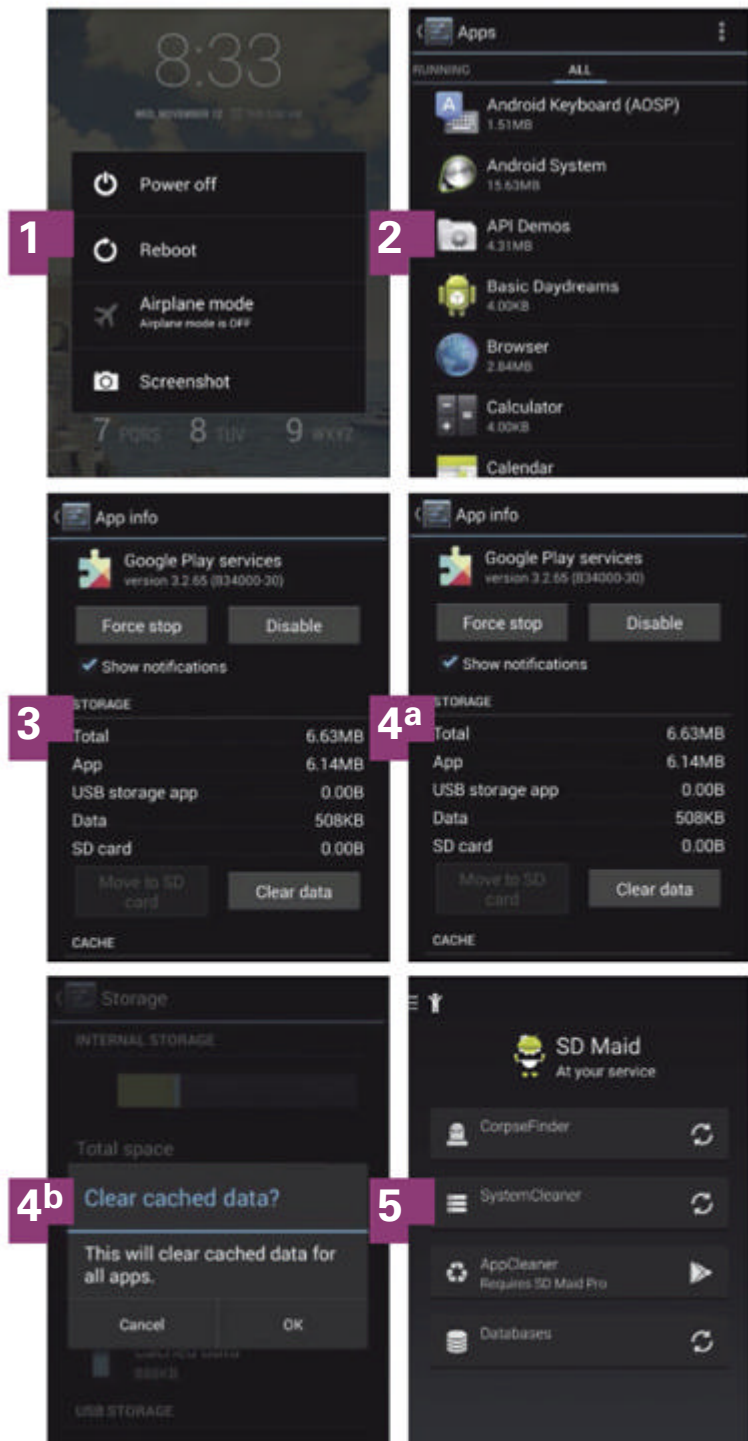 1
8:33
WED, NOVEMBER 12
Power off
Reboot
Airplane mode
Airplane mode is OFF
Screenshot
7 PQRS 8 TUV 9 WXYZ
2
Apps
RUNNING ALL
Android Keyboard (AOSP)
1.51MB
Android System
15.63MB
API Demos
4.31MB
Basic Daydreams
4.00KB
Browser
2.84MB
Calculator
4.00KB
Calendar
3
App info
Google Play services
version 3.2.65 (834000-30)
Force stop Disable
Show notifications
STORAGE
Total 6.63MB
App 6.14MB
USB storage app 0.00B
Data 508KB
SD card 0.00B
Move to SD
card
Clear data
CACHE
4a
App info
Google Play services
version 3.2.65 (834000-30)
Force stop Disable
Show notifications
STORAGE
Total 6.63MB
App 6.14MB
USB storage app 0.00B
Data 508KB
SD card 0.00B
Move to SD
card
Clear data
CACHE
4b
Storage
INTERNAL STORAGE
Total space
Clear cached data?
This will clear cached data for
all apps.
Cancel OK
Cached data
888KB
USB STORAGE
5
SD Maid
At your service
CorpseFinder
SystemCleaner
AppCleaner
Requires SD Maid Pro
Databases